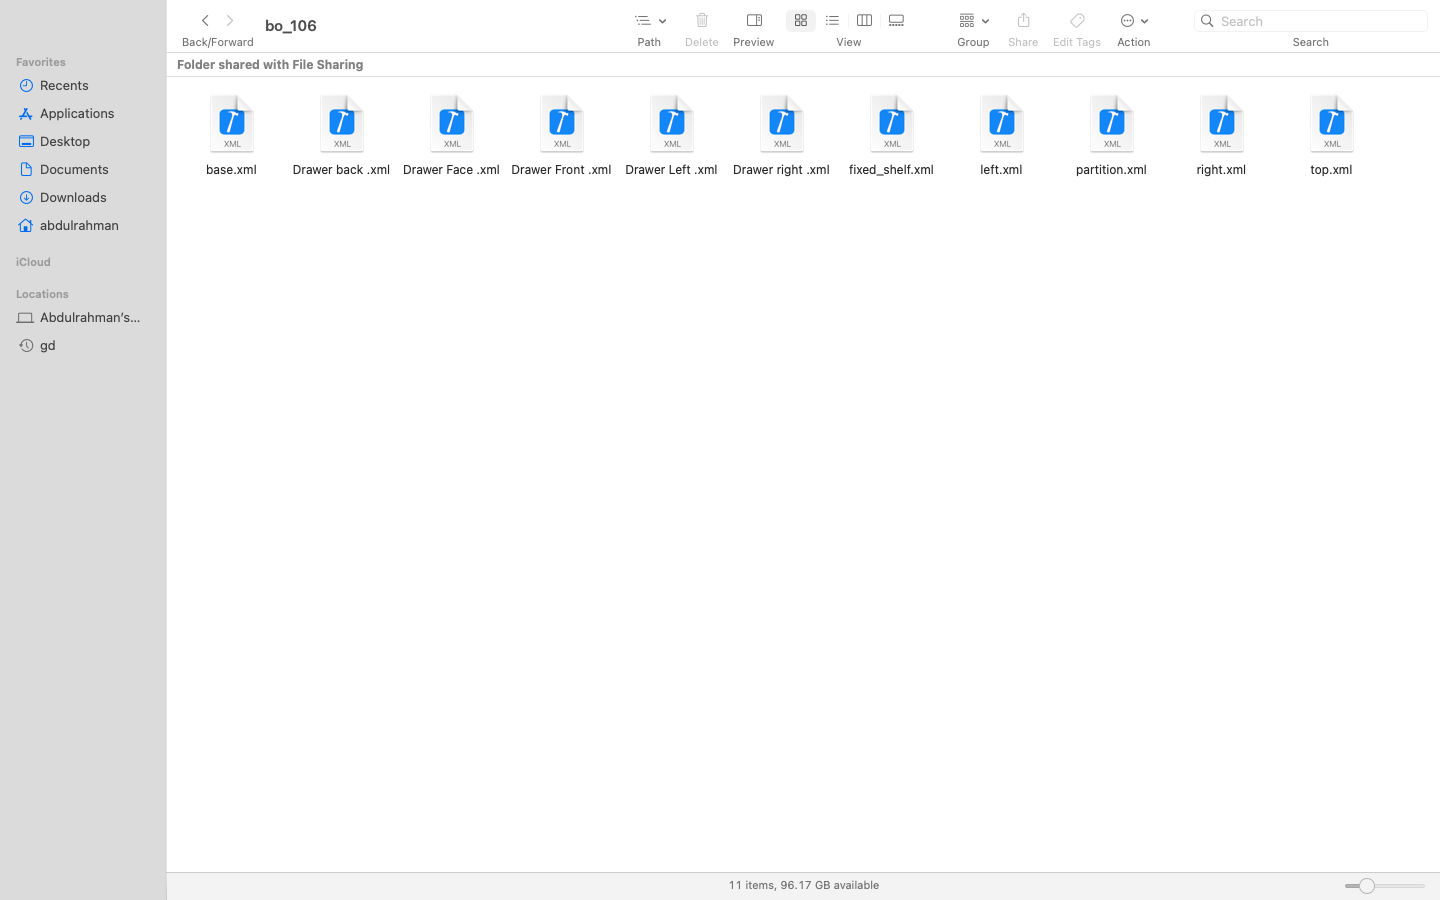 bo_106
Back/Forward
Path
Delete
Preview
View
Group
Share
Edit Tags
Action
Search
Search
Favorites
Recents
Applications
Desktop
Documents
Downloads
abdulrahman
iCloud
Locations
Abdulrahman's...
gd
Folder shared with File Sharing
XML XML XML XML XML XML XML XML XML XML XML
base.xml Drawer back .xml Drawer Face .xml Drawer Front .xml Drawer Left .xml Drawer right .xml fixed_shelf.xml left.xml partition.xml right.xml top.xml
11 items, 96.17 GB available